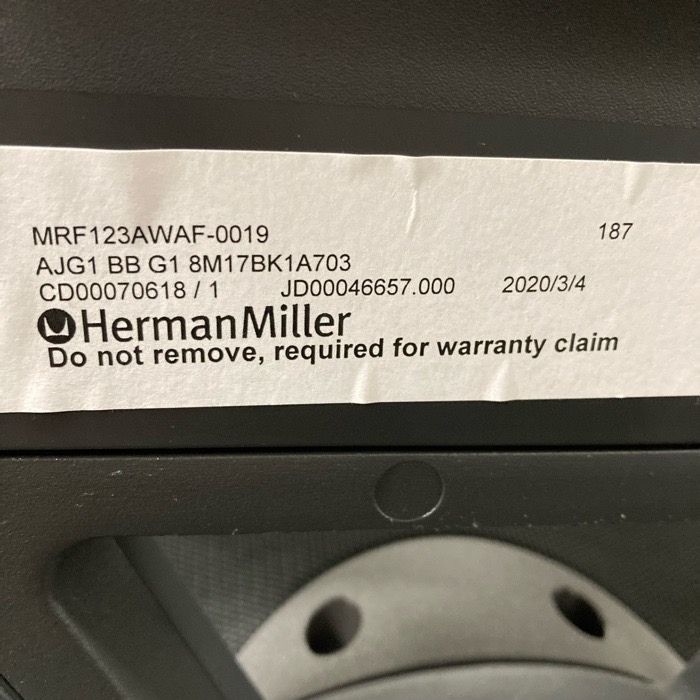 MRF123AWAF-0019 187
AJG1 BB G1 8M17BK1A703
CD00070618 / 1 JD00046657.000 2020/3/4
HermanMiller
Do not remove, required for warranty claim